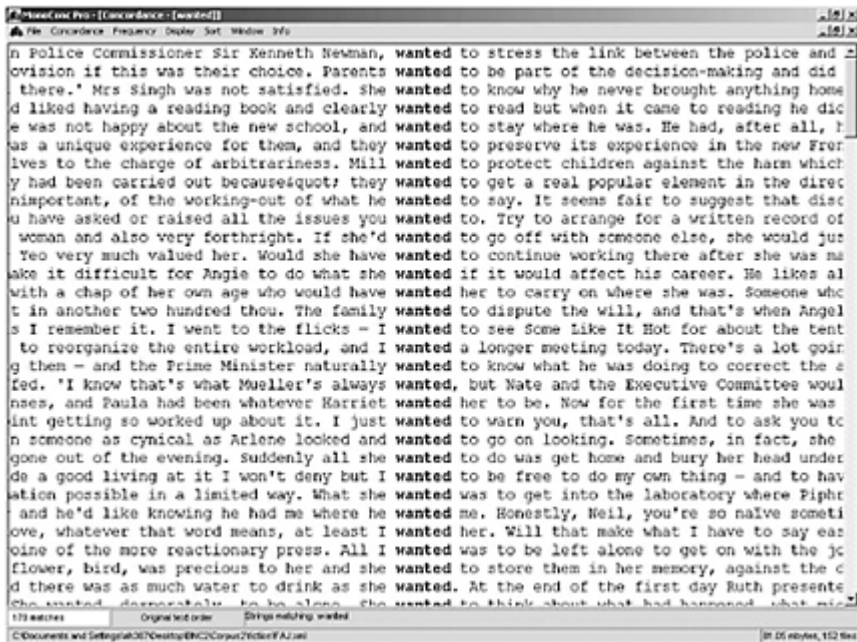 MonoConc Pro - [Concordance - [wanted]]
File Concordance Frequency Display Sort Window Info
n Police Commissioner Sir Kenneth Newman, wanted to stress the link between the police and
ovision if this was their choice. Parents wanted to be part of the decision-making and did
there.' Mrs Singh was not satisfied. She wanted to know why he never brought anything home
d liked having a reading book and clearly wanted to read but when it came to reading he dic
e was not happy about the new school, and wanted to stay where he was. He had, after all, h
as a unique experience for them, and they wanted to preserve its experience in the new Fren
lves to the charge of arbitrariness. Mill wanted to protect children against the harm which
y had been carried out because&quot; they wanted to get a real popular element in the direc
nimportant, of the working-out of what he wanted to say. It seems fair to suggest that disc
u have asked or raised all the issues you wanted to. Try to arrange for a written record of
woman and also very forthright. If she'd wanted to go off with someone else, she would jus
Yeo very much valued her. Would she have wanted to continue working there after she was ma
ake it difficult for Angie to do what she wanted if it would affect his career. He likes al
with a chap of her own age who would have wanted her to carry on where she was. Someone who
t in another two hundred thou. The family wanted to dispute the will, and that's when Angel
s I remember it. I went to the flicks — I wanted to see Some Like It Hot for about the tent
to reorganize the entire workload, and I wanted a longer meeting today. There's a lot goin
g them — and the Prime Minister naturally wanted to know what he was doing to correct the a
fed. 'I know that's what Mueller's always wanted, but Nate and the Executive Committee woul
nses, and Paula had been whatever Harriet wanted her to be. Now for the first time she was
int getting so worked up about it. I just wanted to warn you, that's all. And to ask you to
n someone as cynical as Arlene looked and wanted to go on looking. Sometimes, in fact, she
gone out of the evening. Suddenly all she wanted to do was get home and bury her head under
de a good living at it I won't deny but I wanted to be free to do my own thing — and to hav
ation possible in a limited way. What she wanted was to get into the laboratory where Piphr
and he'd like knowing he had me where he wanted me. Honestly, Neil, you're so naïve someti
ove, whatever that word means, at least I wanted her. Will that make what I have to say eas
oine of the more reactionary press. All I wanted was to be left alone to get on with the jo
flower, bird, was precious to her and she wanted to store them in her memory, against the d
d there was as much water to drink as she wanted. At the end of the first day Ruth presente
She wanted, desperately, to be alone. She wanted to think about what had happened, what
matches Original text order Strings matching: wanted
81.05 mbytes, 152 files